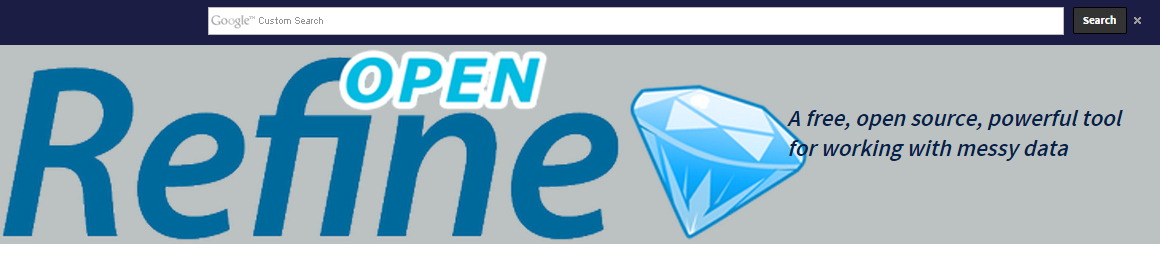 Google™ Custom Search
Search ×
OPEN
Refine
A free, open source, powerful tool
for working with messy data